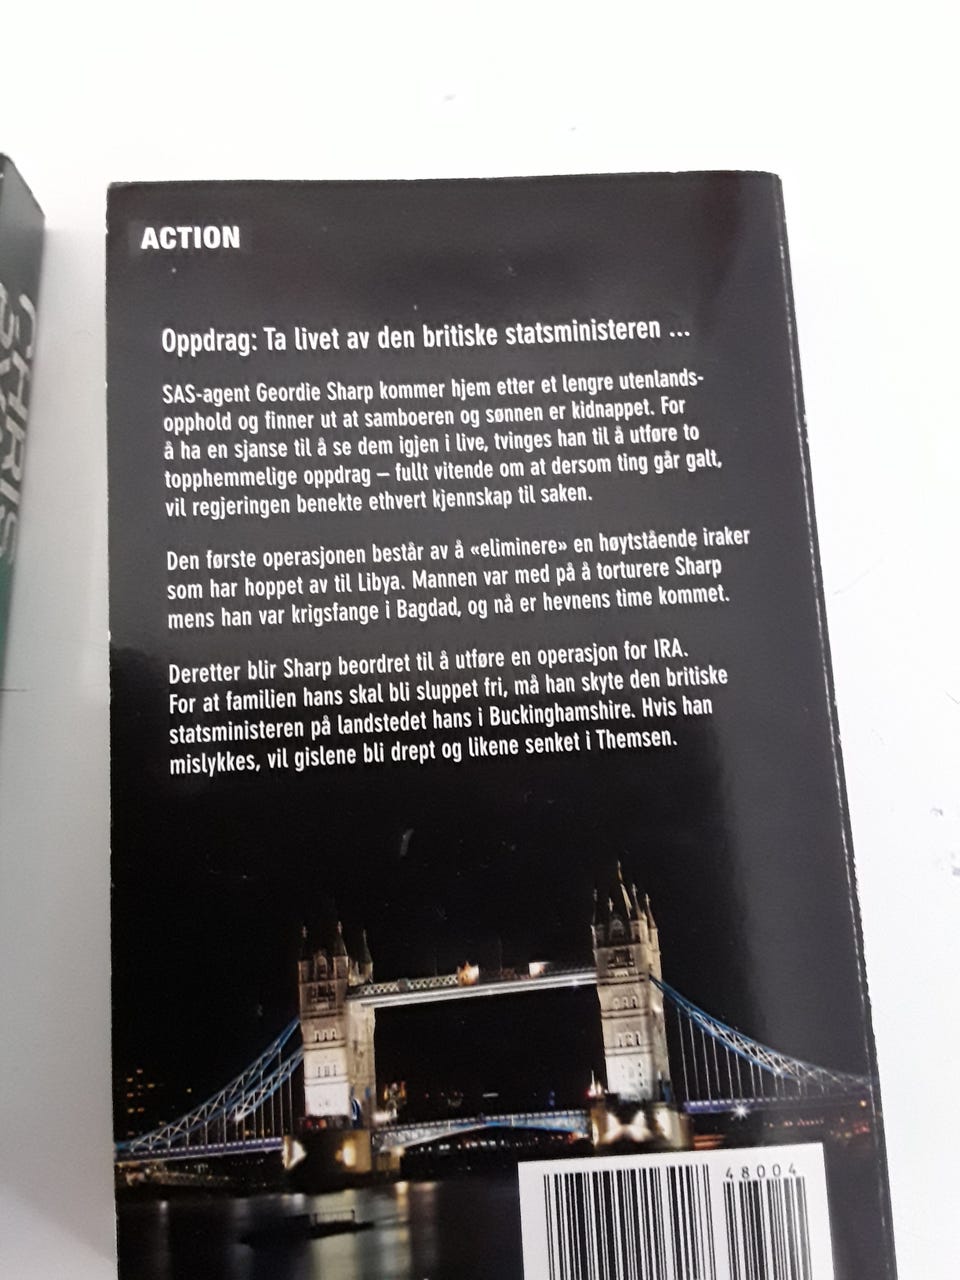 CHRIS
ACTION
Oppdrag: Ta livet av den britiske statsministeren ...
SAS-agent Geordie Sharp kommer hjem etter et lengre utenlands-
opphold og finner ut at samboeren og sønnen er kidnappet. For
å ha en sjanse til å se dem igjen i live, tvinges han til å utføre to
topphemmelige oppdrag – fullt vitende om at dersom ting går galt,
vil regjeringen benekte ethvert kjennskap til saken.
Den første operasjonen består av å «eliminere» en høytstående iraker
som har hoppet av til Libya. Mannen var med på å torturere Sharp
mens han var krigsfange i Bagdad, og nå er hevnens time kommet.
Deretter blir Sharp beordret til å utføre en operasjon for IRA.
For at familien hans skal bli sluppet fri, må han skyte den britiske
statsministeren på landstedet hans i Buckinghamshire. Hvis han
mislykkes, vil gislene bli drept og likene senket i Themsen.
48004